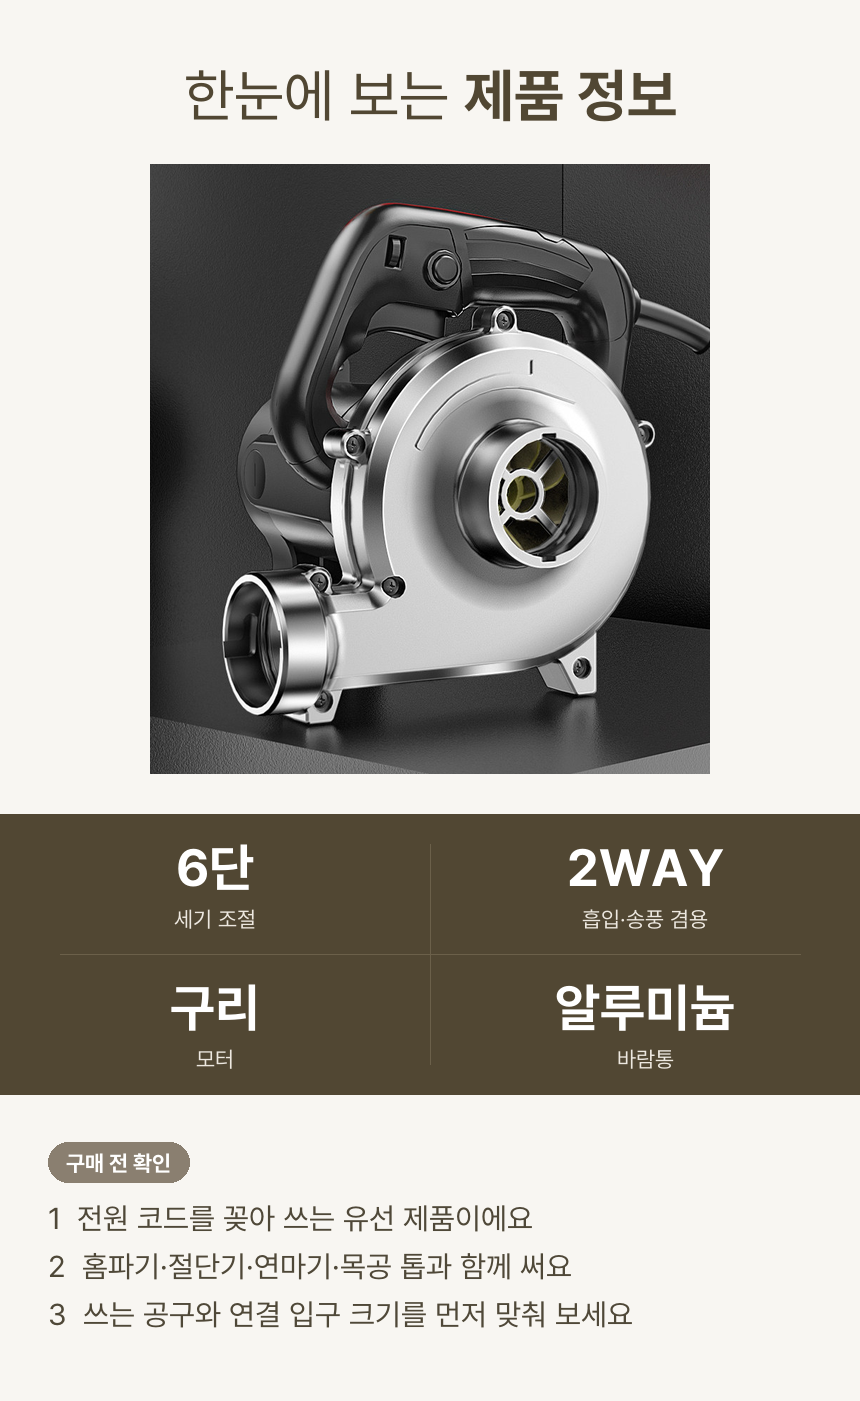 한눈에 보는 제품 정보
6단
세기 조절
2WAY
흡입·송풍 겸용
구리
모터
알루미늄
바람통
구매 전 확인
1 전원 코드를 꽂아 쓰는 유선 제품이에요
2 홈파기·절단기·연마기·목공 톱과 함께 써요
3 쓰는 공구와 연결 입구 크기를 먼저 맞춰 보세요